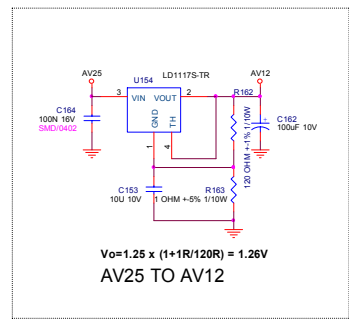 AV25
AV12
U154
LD1117S-TR
3
VIN
VOUT
2
R162
C164
100N 16V
SMD/0402
GND
TH
1
4
120 OHM +-1% 1/10W
C162
100uF 10V
C153
10U 10V
R163
1 OHM +-5% 1/10W
Vo=1.25 x (1+1R/120R) = 1.26V
AV25 TO AV12